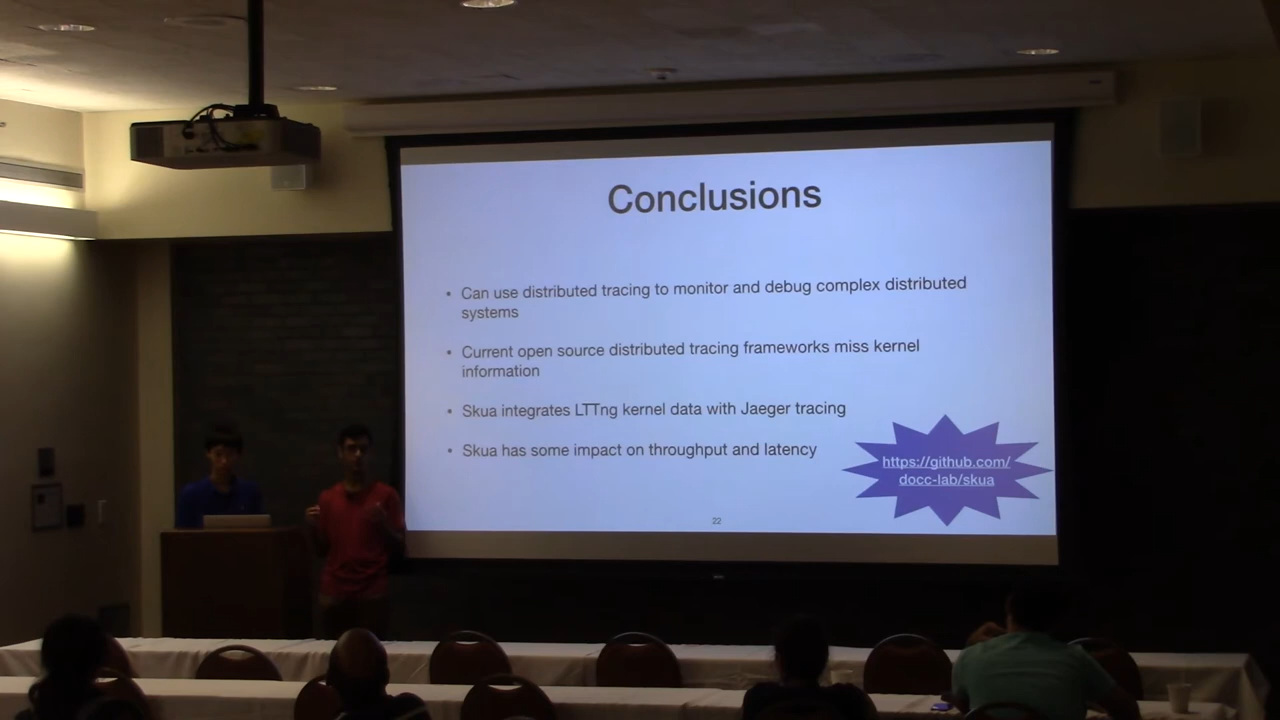 Conclusions
• Can use distributed tracing to monitor and debug complex distributed
systems
• Current open source distributed tracing frameworks miss kernel
information
• Skua integrates LTTng kernel data with Jaeger tracing
• Skua has some impact on throughput and latency
https://github.com/
docc-lab/skua
22